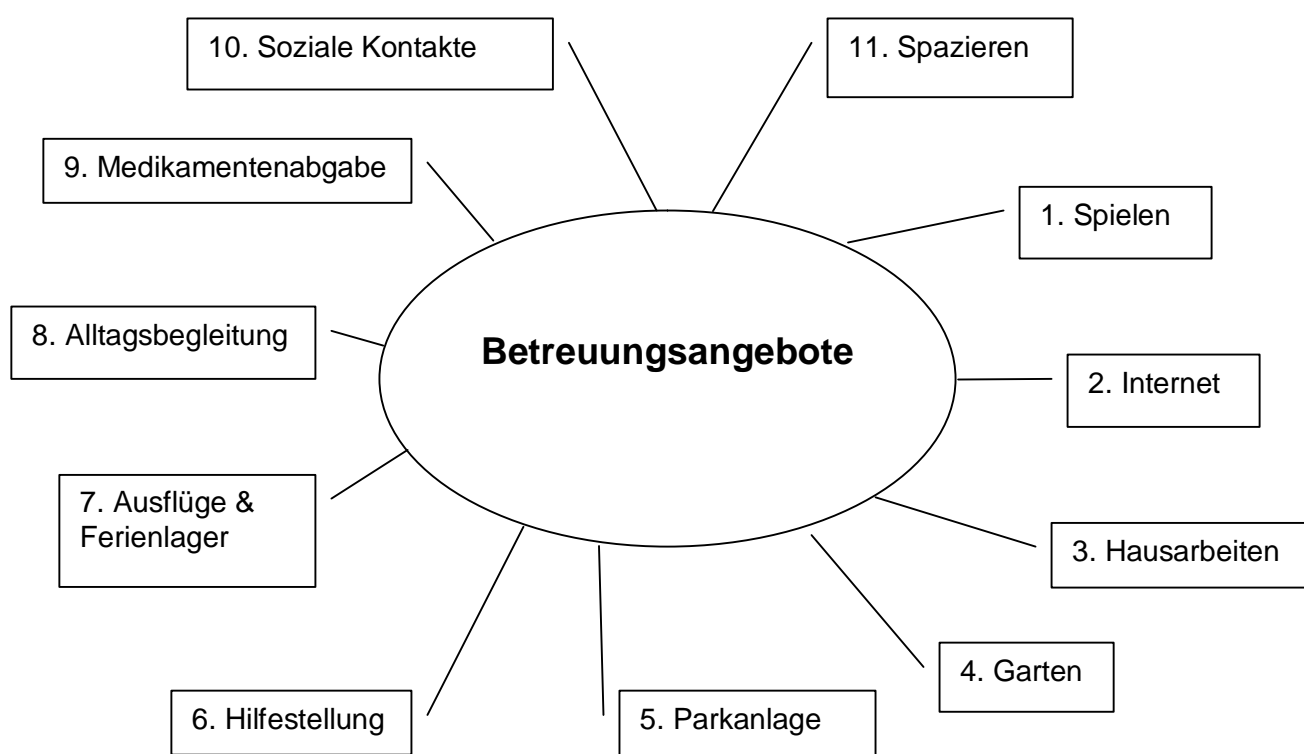 10. Soziale Kontakte
11. Spazieren
9. Medikamentenabgabe
1. Spielen
8. Alltagsbegleitung
Betreuungsangebote
2. Internet
7. Ausflüge &
Ferienlager
3. Hausarbeiten
4. Garten
6. Hilfestellung
5. Parkanlage